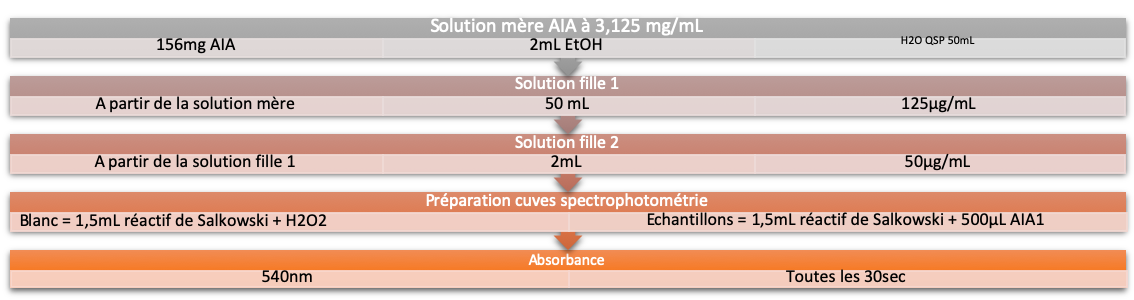 Solution mère AIA à 3,125 mg/mL
156mg AIA 2mL EtOH H2O QSP 50mL
Solution fille 1
A partir de la solution mère 50 mL 125µg/mL
Solution fille 2
A partir de la solution fille 1 2mL 50µg/mL
Préparation cuves spectrophotométrie
Blanc = 1,5mL réactif de Salkowski + H2O2 Echantillons = 1,5mL réactif de Salkowski + 500µL AIA1
Absorbance
540nm Toutes les 30sec